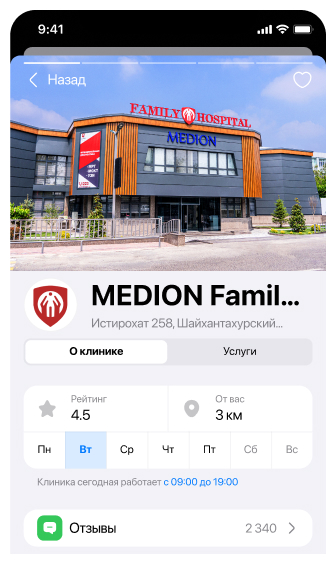 9:41
Назад
FAMILY HOSPITAL
MEDION
MEDION Famil...
Истирохат 258, Шайхантахурский...
О клинике
Услуги
Рейтинг
4.5
От вас
3 км
Пн Вт Ср Чт Пт Сб Вс
Клиника сегодная работает с 09:00 до 19:00
Отзывы 2 340